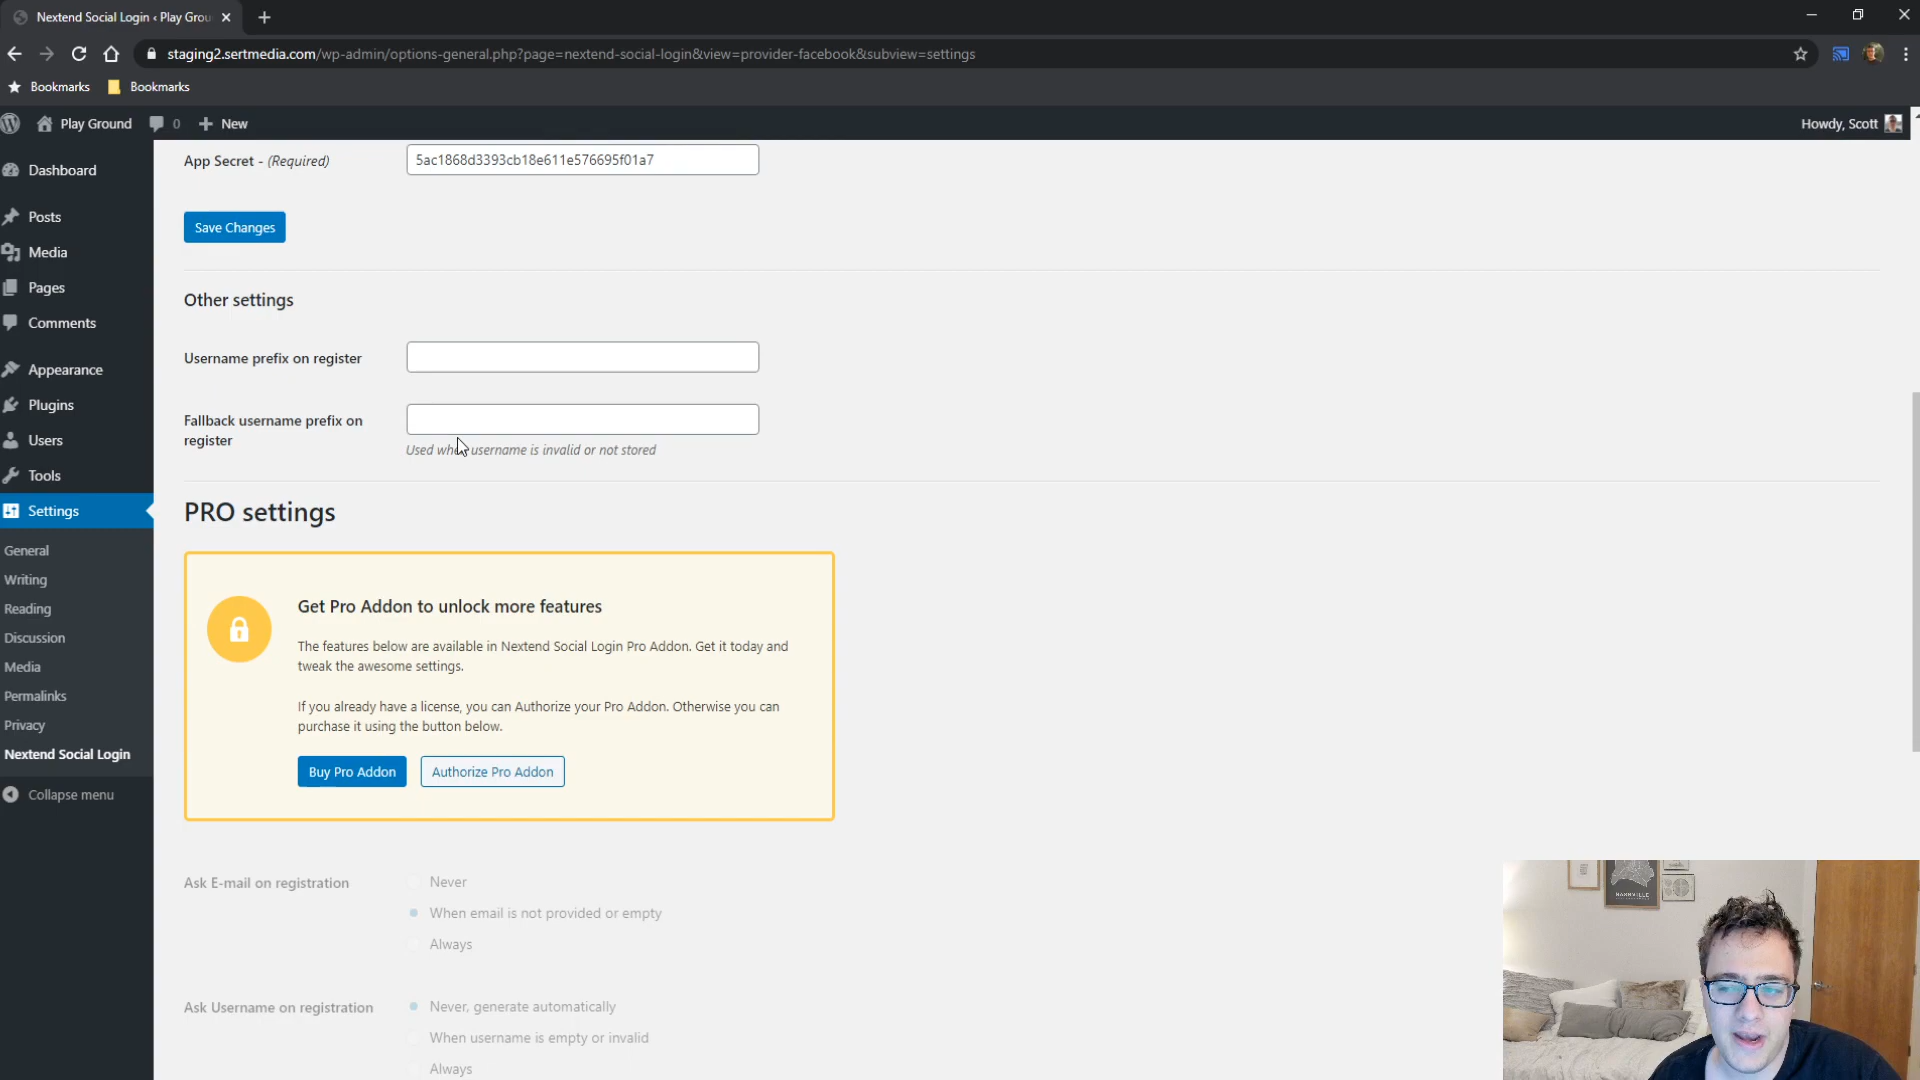 Nextend Social Login ‹ Play Grou
staging2.sertmedia.com/wp-admin/options-general.php?page=nextend-social-login&view=provider-facebook&subview=settings
Bookmarks
Bookmarks
Play Ground
0
New
Howdy, Scott
Dashboard
Posts
Media
Pages
Comments
Appearance
Plugins
Users
Tools
Settings
General
Writing
Reading
Discussion
Media
Permalinks
Privacy
Nextend Social Login
Collapse menu
App Secret - (Required)
5ac1868d3393cb18e611e576695f01a7
Save Changes
Other settings
Username prefix on register
Fallback username prefix on
register
Used when username is invalid or not stored
PRO settings
Get Pro Addon to unlock more features
The features below are available in Nextend Social Login Pro Addon. Get it today and
tweak the awesome settings.
If you already have a license, you can Authorize your Pro Addon. Otherwise you can
purchase it using the button below.
Buy Pro Addon
Authorize Pro Addon
Ask E-mail on registration
Never
When email is not provided or empty
Always
Ask Username on registration
Never, generate automatically
When username is empty or invalid
Always
NASHVILLE